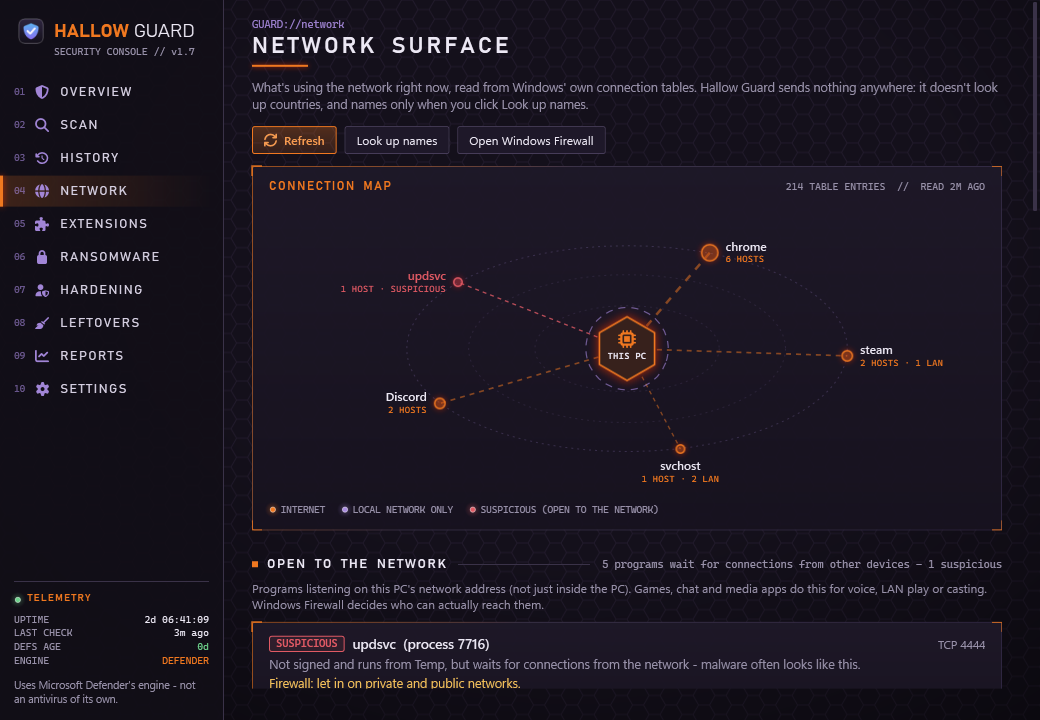 HALLOW GUARD
SECURITY CONSOLE // v1.7
01 OVERVIEW
02 SCAN
03 HISTORY
04 NETWORK
05 EXTENSIONS
06 RANSOMWARE
07 HARDENING
08 LEFTOVERS
09 REPORTS
10 SETTINGS
TELEMETRY
UPTIME 2d 06:41:09
LAST CHECK 3m ago
DEFS AGE 0d
ENGINE DEFENDER
Uses Microsoft Defender's engine - not
an antivirus of its own.
GUARD://network
NETWORK SURFACE
What's using the network right now, read from Windows' own connection tables. Hallow Guard sends nothing anywhere: it doesn't look
up countries, and names only when you click Look up names.
Refresh
Look up names
Open Windows Firewall
CONNECTION MAP
214 TABLE ENTRIES // READ 2M AGO
chrome
6 HOSTS
updsvc
1 HOST · SUSPICIOUS
THIS PC
steam
2 HOSTS · 1 LAN
Discord
2 HOSTS
svchost
1 HOST · 2 LAN
INTERNET
LOCAL NETWORK ONLY
SUSPICIOUS (OPEN TO THE NETWORK)
OPEN TO THE NETWORK
5 programs wait for connections from other devices — 1 suspicious
Programs listening on this PC's network address (not just inside the PC). Games, chat and media apps do this for voice, LAN play or casting.
Windows Firewall decides who can actually reach them.
SUSPICIOUS updsvc (process 7716) TCP 4444
Not signed and runs from Temp, but waits for connections from the network - malware often looks like this.
Firewall: let in on private and public networks.